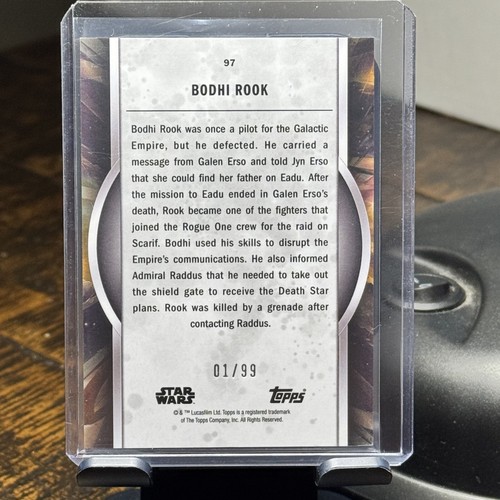 97
BODHI ROOK
Bodhi Rook was once a pilot for the Galactic
Empire, but he defected. He carried a
message from Galen Erso and told Jyn Erso
that she could find her father on Eadu. After
the mission to Eadu ended in Galen Erso's
death, Rook became one of the fighters that
joined the Rogue One crew for the raid on
Scarif. Bodhi used his skills to disrupt the
Empire's communications. He also informed
Admiral Raddus that he needed to take out
the shield gate to receive the Death Star
plans. Rook was killed by a grenade after
contacting Raddus.
01/99
STAR WARS
Topps
© & ™ Lucasfilm Ltd. Topps is a registered trademark
of The Topps Company, Inc. All Rights Reserved.